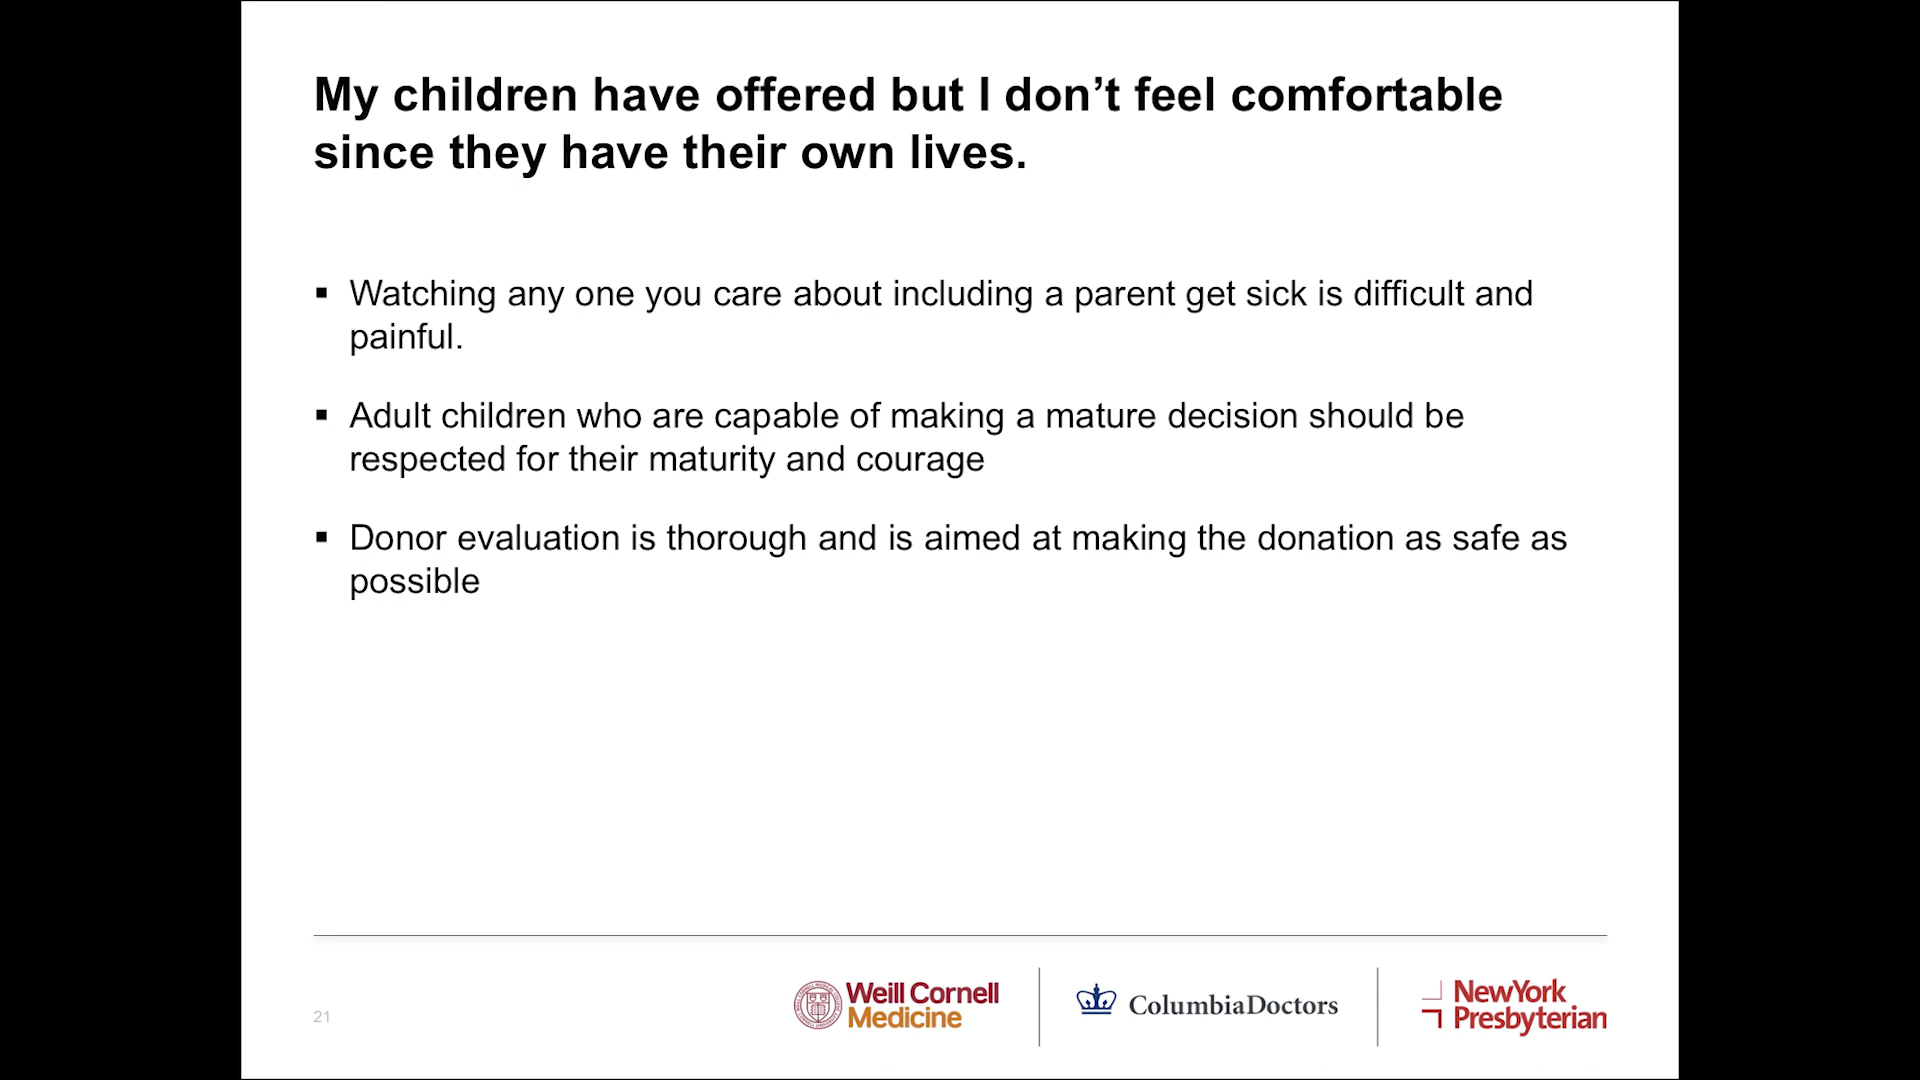 My children have offered but I don’t feel comfortable
since they have their own lives.
▪ Watching any one you care about including a parent get sick is difficult and
painful.
▪ Adult children who are capable of making a mature decision should be
respected for their maturity and courage
▪ Donor evaluation is thorough and is aimed at making the donation as safe as
possible
21
Weill Cornell
Medicine
ColumbiaDoctors
NewYork
Presbyterian